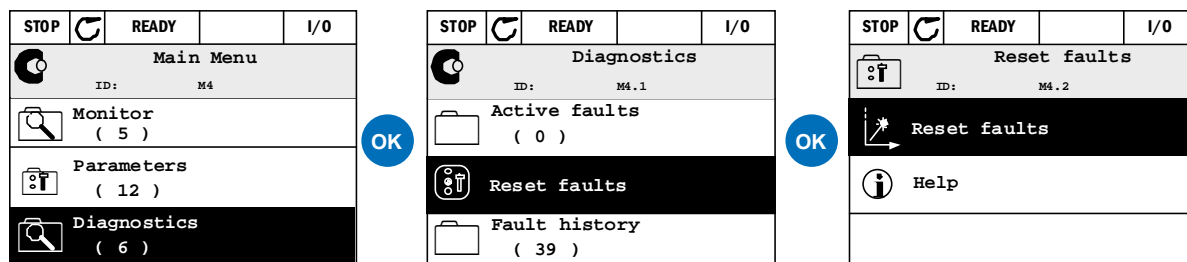 STOP READY I/O
Main Menu
ID: M4
Monitor
( 5 )
Parameters
( 12 )
Diagnostics
( 6 )
OK
STOP READY I/O
Diagnostics
ID: M4.1
Active faults
( 0 )
Reset faults
Fault history
( 39 )
OK
STOP READY I/O
Reset faults
ID: M4.2
Reset faults
Help